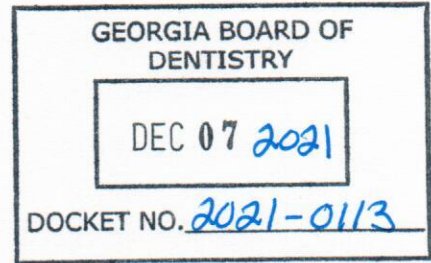 GEORGIA BOARD OF
DENTISTRY
DEC 07 2021
DOCKET NO. 2021-0113